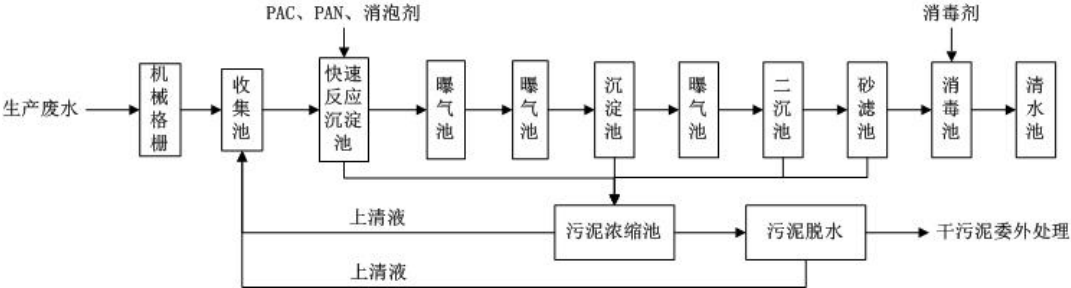 PAC、PAN、消泡剂
消毒剂
生产废水
机械格栅
收集池
快速
反应
沉淀
池
曝气池
曝气池
沉淀池
曝气池
二沉池
砂滤池
消毒池
清水池
上清液
污泥浓缩池
污泥脱水
干污泥委外处理
上清液